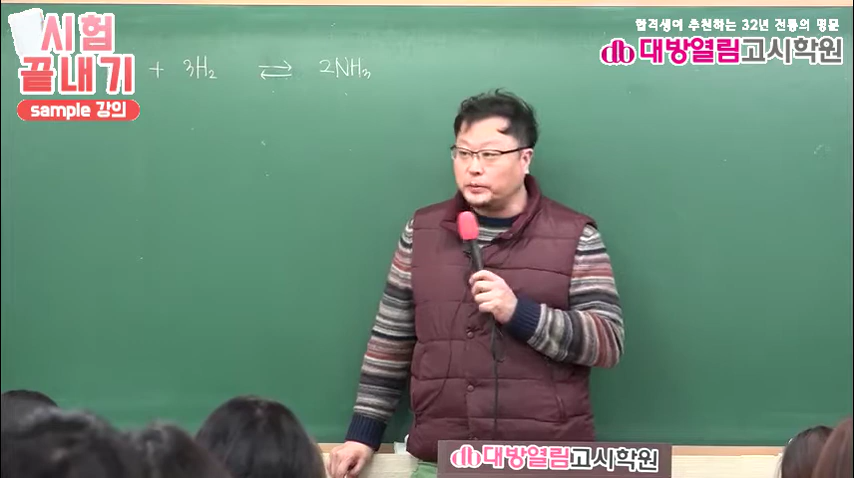 시험
끝내기
sample 강의
+ 3H₂ ⇌ 2NH₃
합격생이 추천하는 32년 전통의 명문
대방열림고시학원
대방열림고시학원